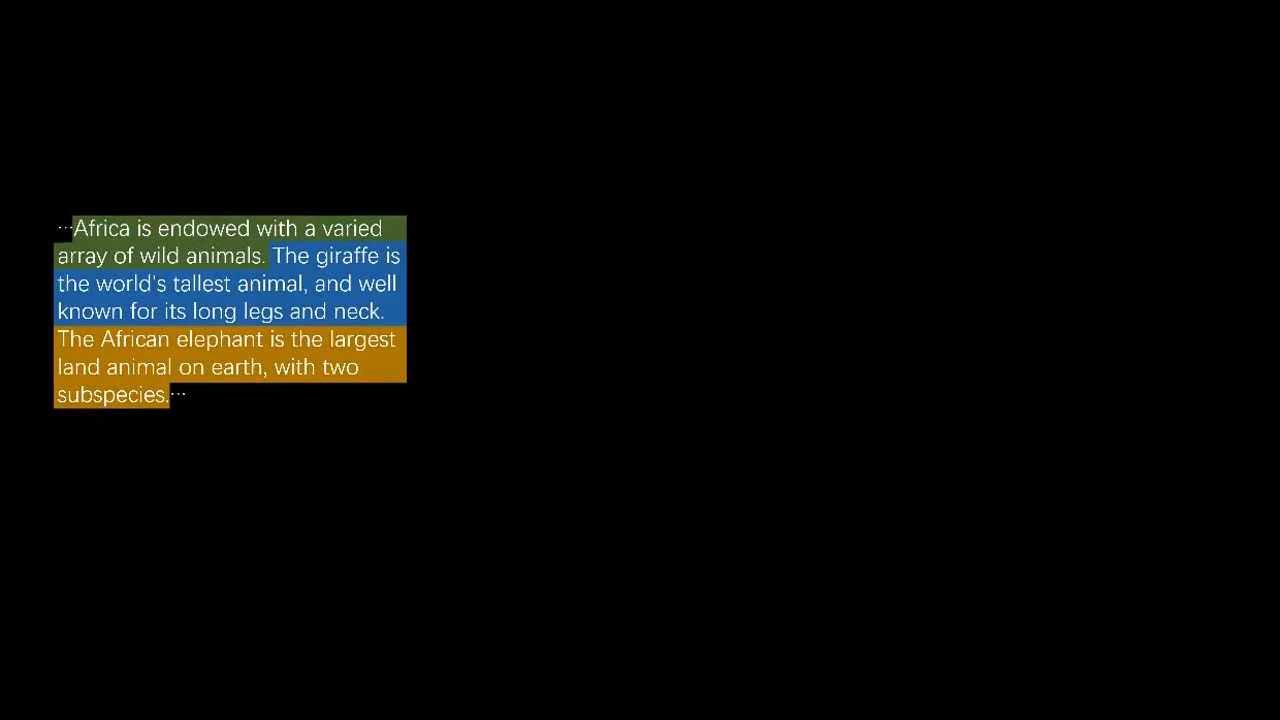 …Africa is endowed with a varied
array of wild animals. The giraffe is
the world's tallest animal, and well
known for its long legs and neck.
The African elephant is the largest
land animal on earth, with two
subspecies.…